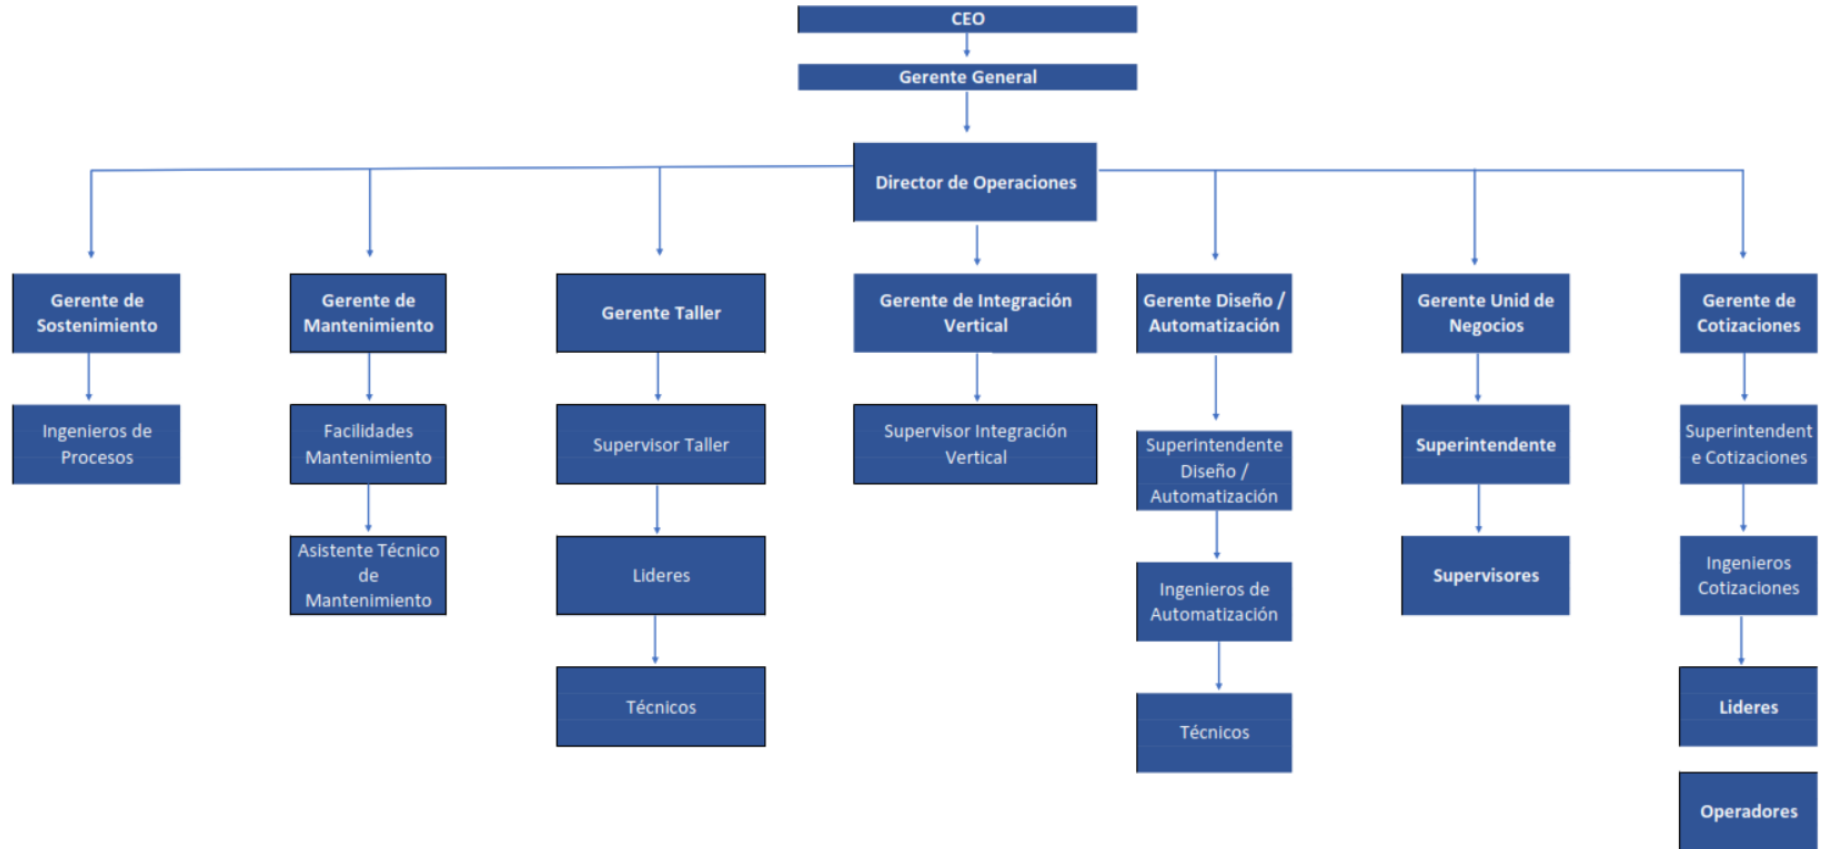 CEO
Gerente General
Director de Operaciones
Gerente de
Sostenimiento
Gerente de
Mantenimiento
Gerente Taller
Gerente de Integración
Vertical
Gerente Diseño /
Automatización
Gerente Unid de
Negocios
Gerente de
Cotizaciones
Ingenieros de
Procesos
Facilidades
Mantenimiento
Supervisor Taller
Supervisor Integración
Vertical
Superintendente
Diseño /
Automatización
Superintendente
Superintendent
e Cotizaciones
Asistente Técnico
de
Mantenimiento
Lideres
Ingenieros de
Automatización
Supervisores
Ingenieros
Cotizaciones
Técnicos
Técnicos
Lideres
Operadores